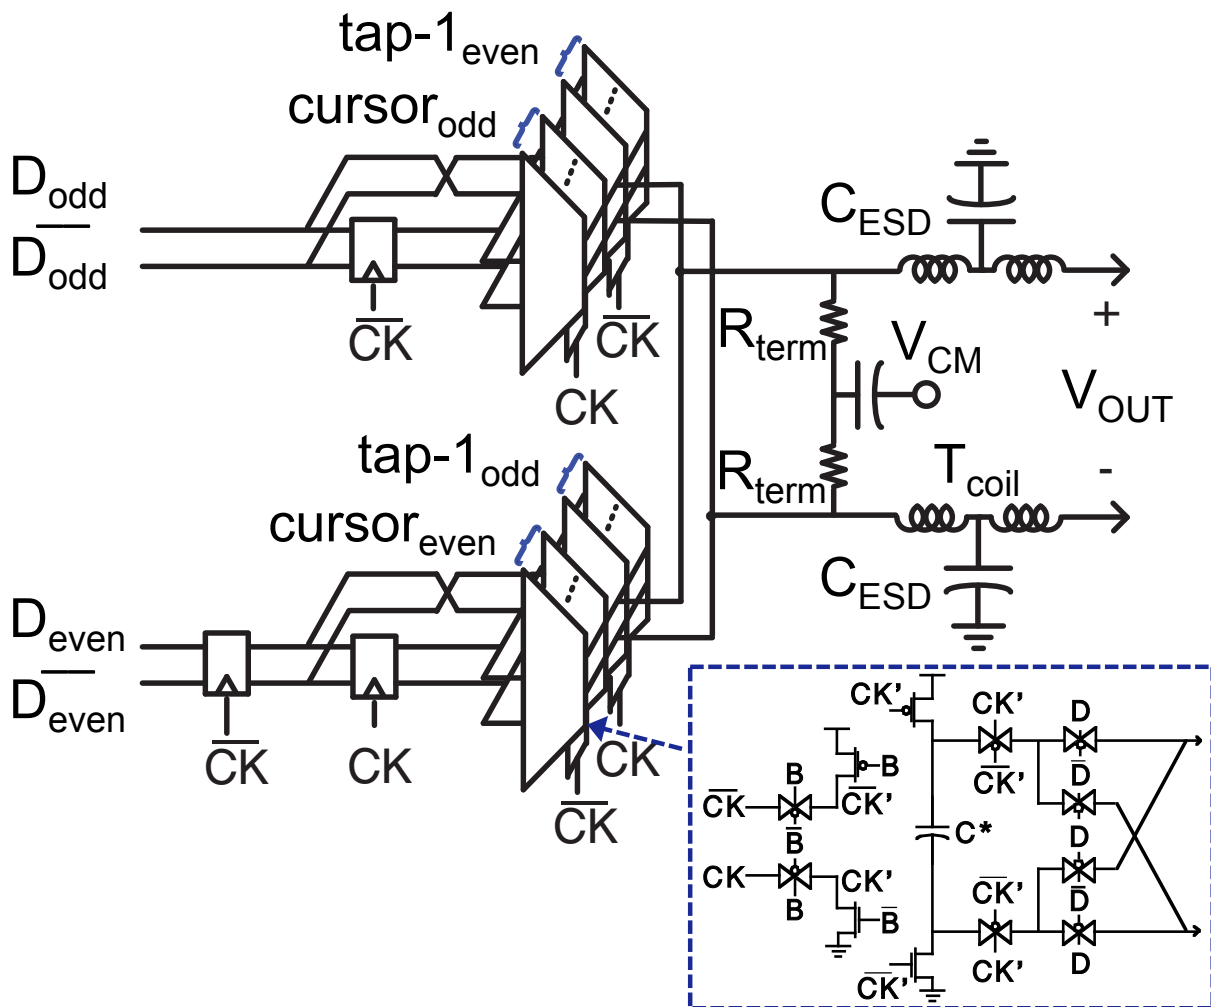 tap-1even
cursorodd
Dodd
D̅odd
C̅K̅
C̅K̅
CK
CESD
Rterm
VCM
+
VOUT
Rterm
Tcoil
-
CESD
tap-1odd
cursoreven
Deven
D̅even
C̅K̅
CK
CK
C̅K̅
CK'
CK'
D
B
B
C̅K̅
C̅K̅'
C̅K̅'
D̅
B̅
C*
D
B̅
CK
CK'
C̅K̅'
D̅
B
B̅
C̅K̅'
CK'
D